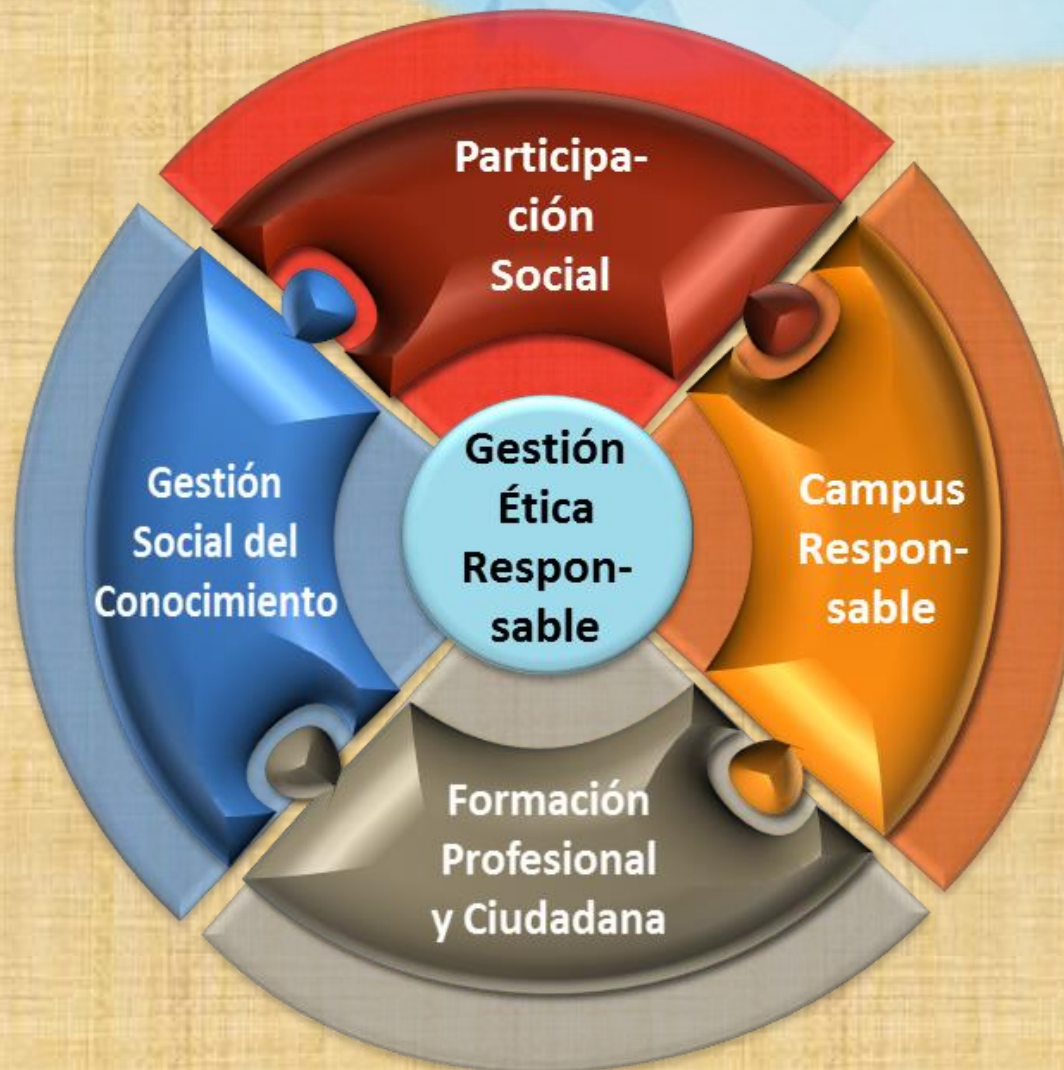 Participa-
ción
Social
Gestión
Social del
Conocimiento
Gestión
Ética
Respon-
sable
Campus
Respon-
sable
Formación
Profesional
y Ciudadana